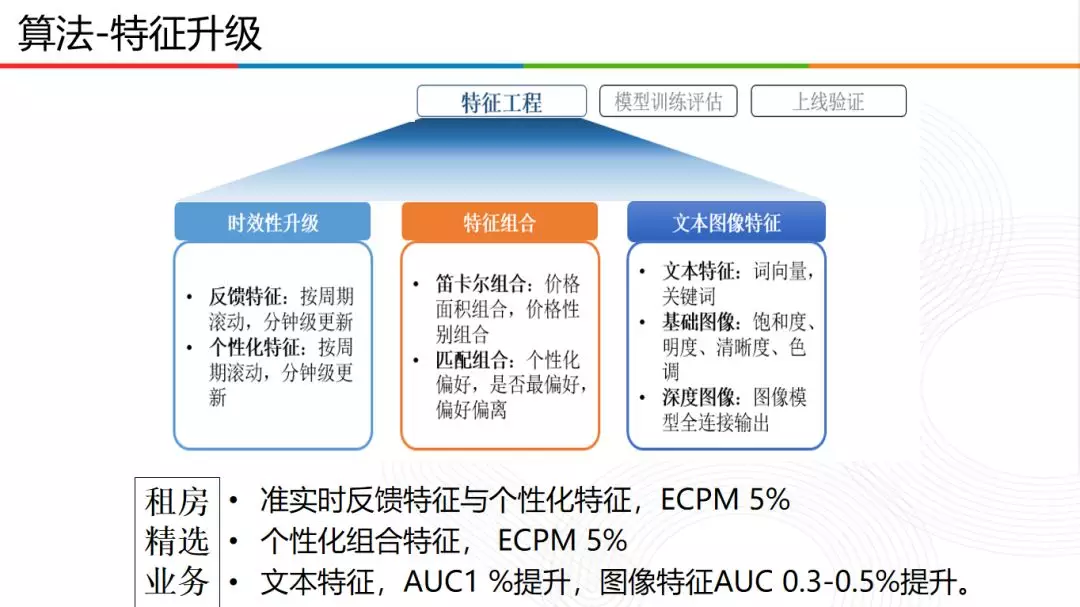 算法-特征升级
特征工程
模型训练评估
上线验证
时效性升级
• 反馈特征：按周期
滚动，分钟级更新
• 个性化特征：按周
期滚动，分钟级更
新
特征组合
• 笛卡尔组合：价格
面积组合，价格性
别组合
• 匹配组合：个性化
偏好，是否最偏好，
偏好偏离
文本图像特征
• 文本特征：词向量，
关键词
• 基础图像：饱和度、
明度、清晰度、色
调
• 深度图像：图像模
型全连接输出
租房
精选
业务
• 准实时反馈特征与个性化特征，ECPM 5%
• 个性化组合特征， ECPM 5%
• 文本特征，AUC1 %提升，图像特征AUC 0.3-0.5%提升。